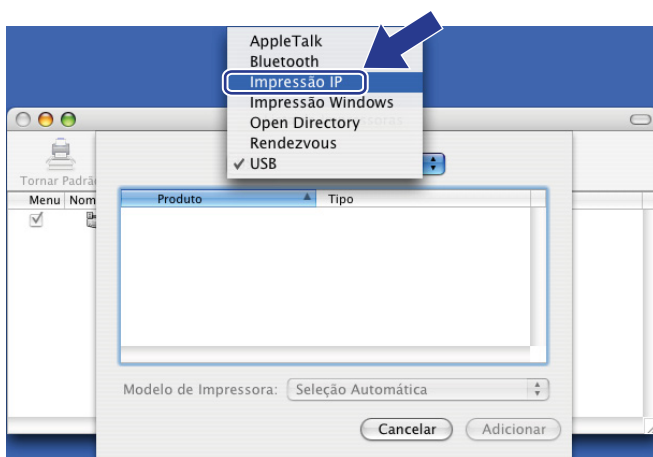 AppleTalk
Bluetooth
Impressão IP
Impressão Windows
Open Directory
Rendezvous
✓ USB
Tornar Padrã
Menu Nom
Produto Tipo
Modelo de Impressora: Seleção Automática
Cancelar Adicionar